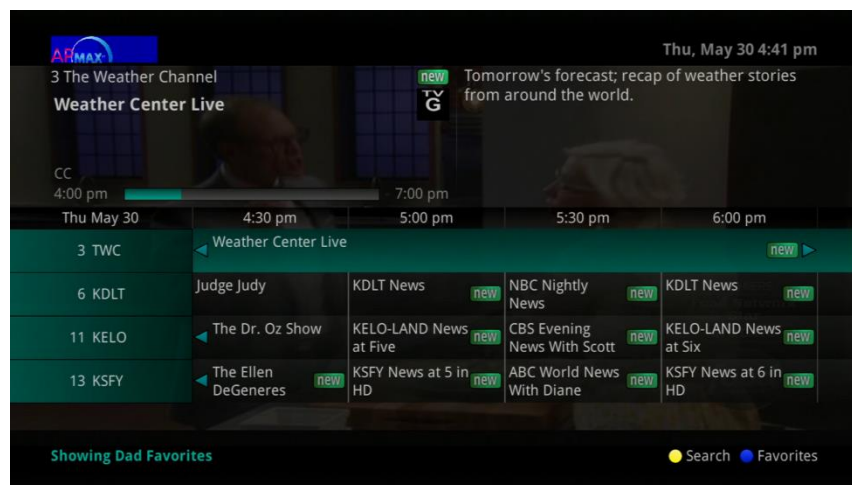 APMAX
Thu, May 30 4:41 pm
3 The Weather Channel
new
Tomorrow's forecast; recap of weather stories
from around the world.
Weather Center Live
TV
G
CC
4:00 pm
7:00 pm
Thu May 30 4:30 pm 5:00 pm 5:30 pm 6:00 pm
3 TWC
Weather Center Live
new
6 KDLT
Judge Judy
KDLT News
new
NBC Nightly
News
new
KDLT News
new
11 KELO
The Dr. Oz Show
KELO-LAND News
at Five
new
CBS Evening
News With Scott
new
KELO-LAND News
at Six
new
13 KSFY
The Ellen
DeGeneres
new
KSFY News at 5 in
HD
new
ABC World News
With Diane
new
KSFY News at 6 in
HD
new
Showing Dad Favorites
Search
Favorites